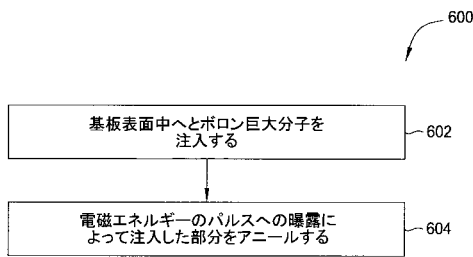 600
基板表面中へとボロン巨大分子を
注入する
602
電磁エネルギーのパルスへの曝露に
よって注入した部分をアニールする
604